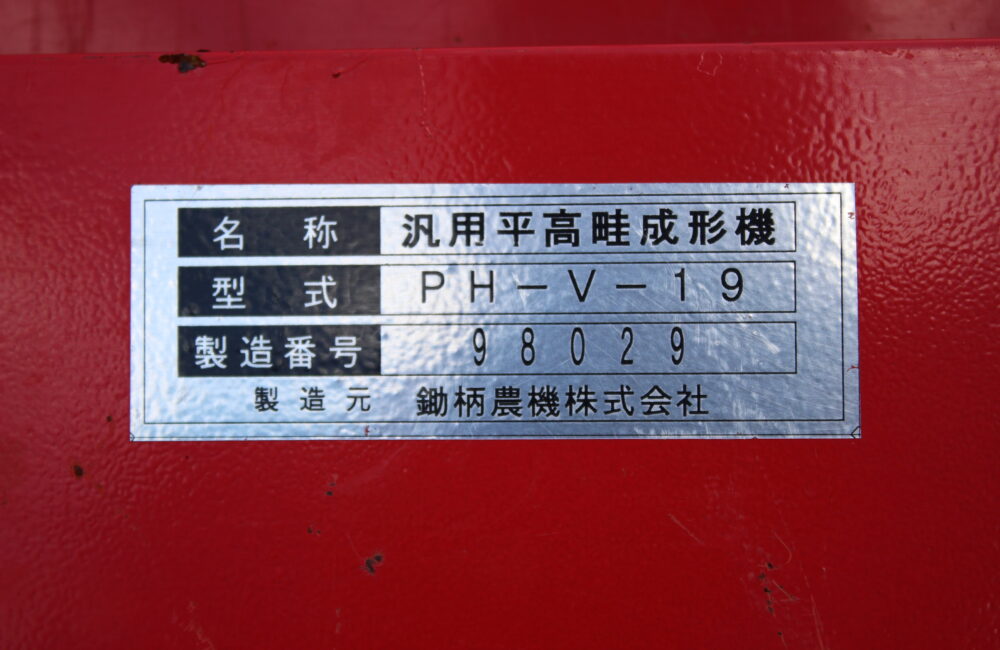 名称 汎用平高畦成形機
型式 PH-V-19
製造番号 98029
製造元 鋤柄農機株式会社